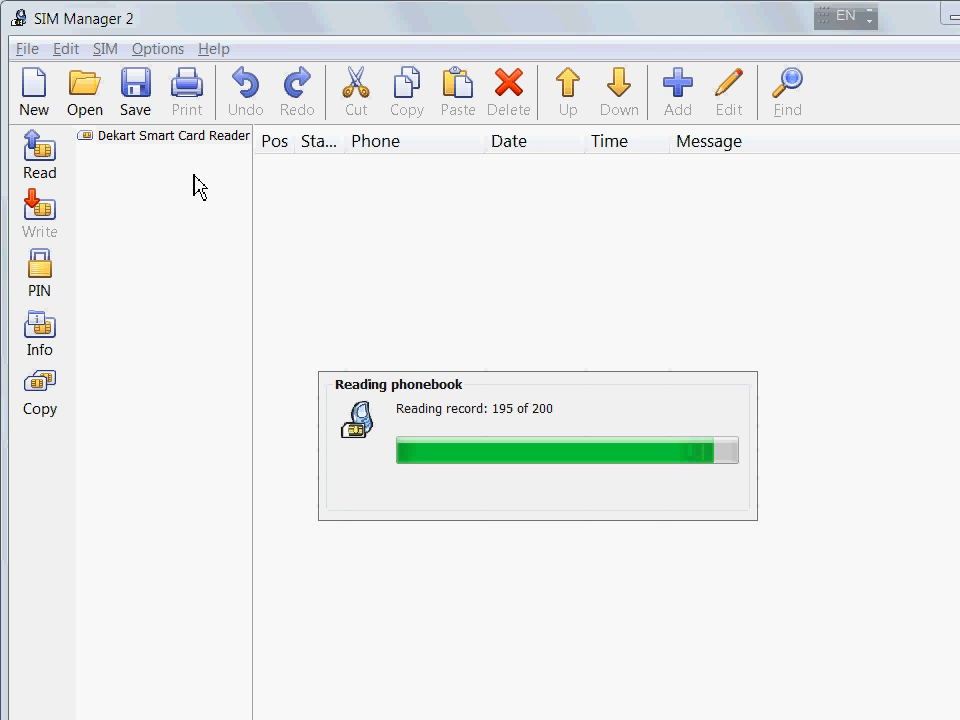 SIM Manager 2
EN
File Edit SIM Options Help
New Open Save Print Undo Redo Cut Copy Paste Delete Up Down Add Edit Find
Dekart Smart Card Reader
Pos Sta... Phone Date Time Message
Read
Write
PIN
Info
Copy
Reading phonebook
Reading record: 195 of 200